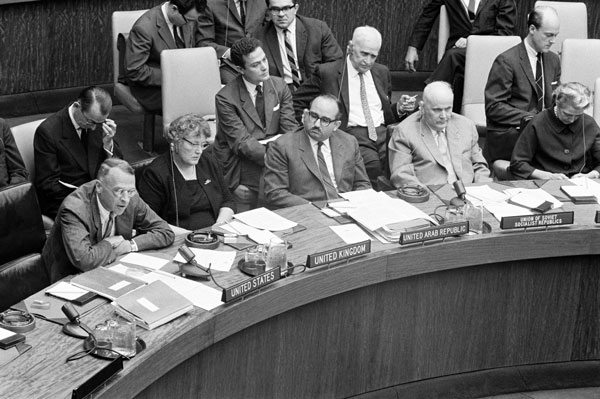 UNITED STATES
UNITED KINGDOM
UNITED ARAB REPUBLIC
UNION OF SOVIET
SOCIALIST REPUBLICS